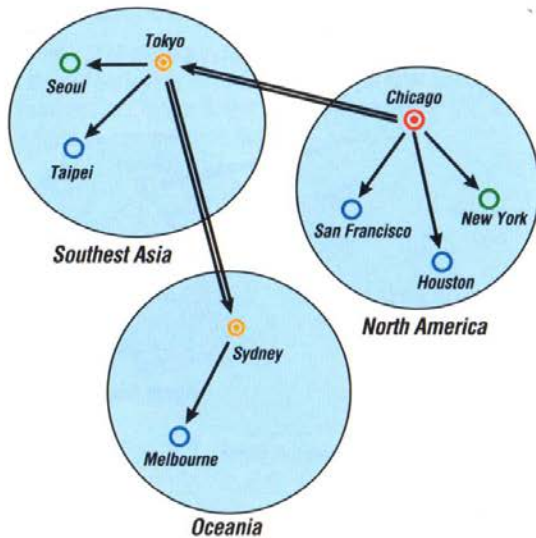 Tokyo
Seoul
Taipei
Southest Asia
Chicago
San Francisco
New York
Houston
North America
Sydney
Melbourne
Oceania